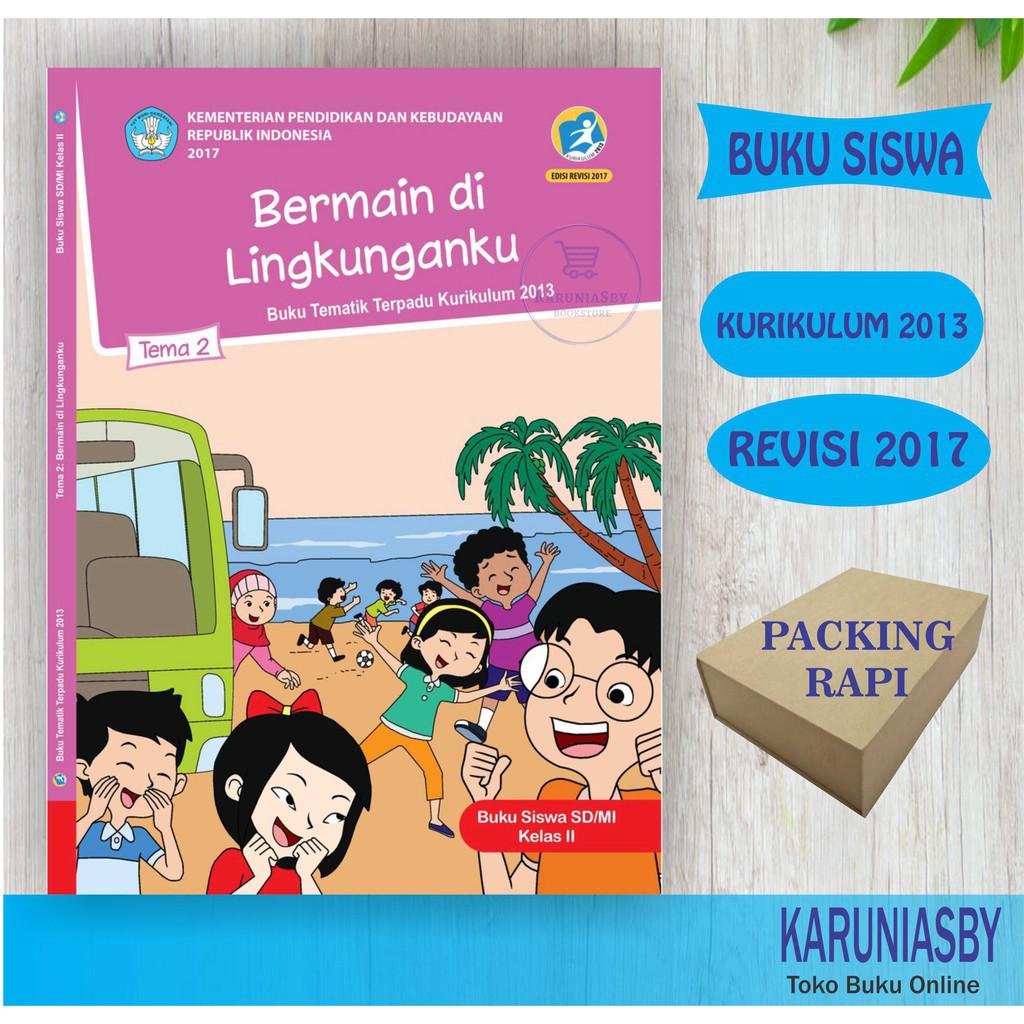 KEMENTERIAN PENDIDIKAN DAN KEBUDAYAAN
REPUBLIK INDONESIA
2017
KURIKULUM 2013
EDISI REVISI 2017
Bermain di
Lingkunganku
Buku Tematik Terpadu Kurikulum 2013
Tema 2
KARUNIASBY
BOOKSTORE
Buku Siswa SD/MI Kelas II
Tema 2: Bermain di Lingkunganku
Buku Tematik Terpadu Kurikulum 2013
Buku Siswa SD/MI
Kelas II
BUKU SISWA
KURIKULUM 2013
REVISI 2017
PACKING
RAPI
KARUNIASBY
Toko Buku Online